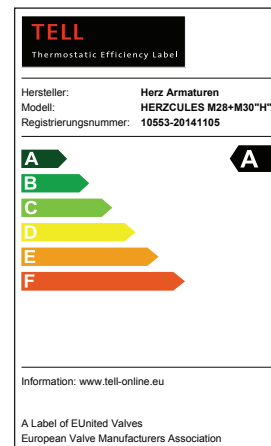 TELL
Thermostatic Efficiency Label
Hersteller: Herz Armaturen
Modell: HERZCULES M28+M30"H"
Registrierungsnummer: 10553-20141105
A A
B
C
D
E
F
Information: www.tell-online.eu
A Label of EUnited Valves
European Valve Manufacturers Association